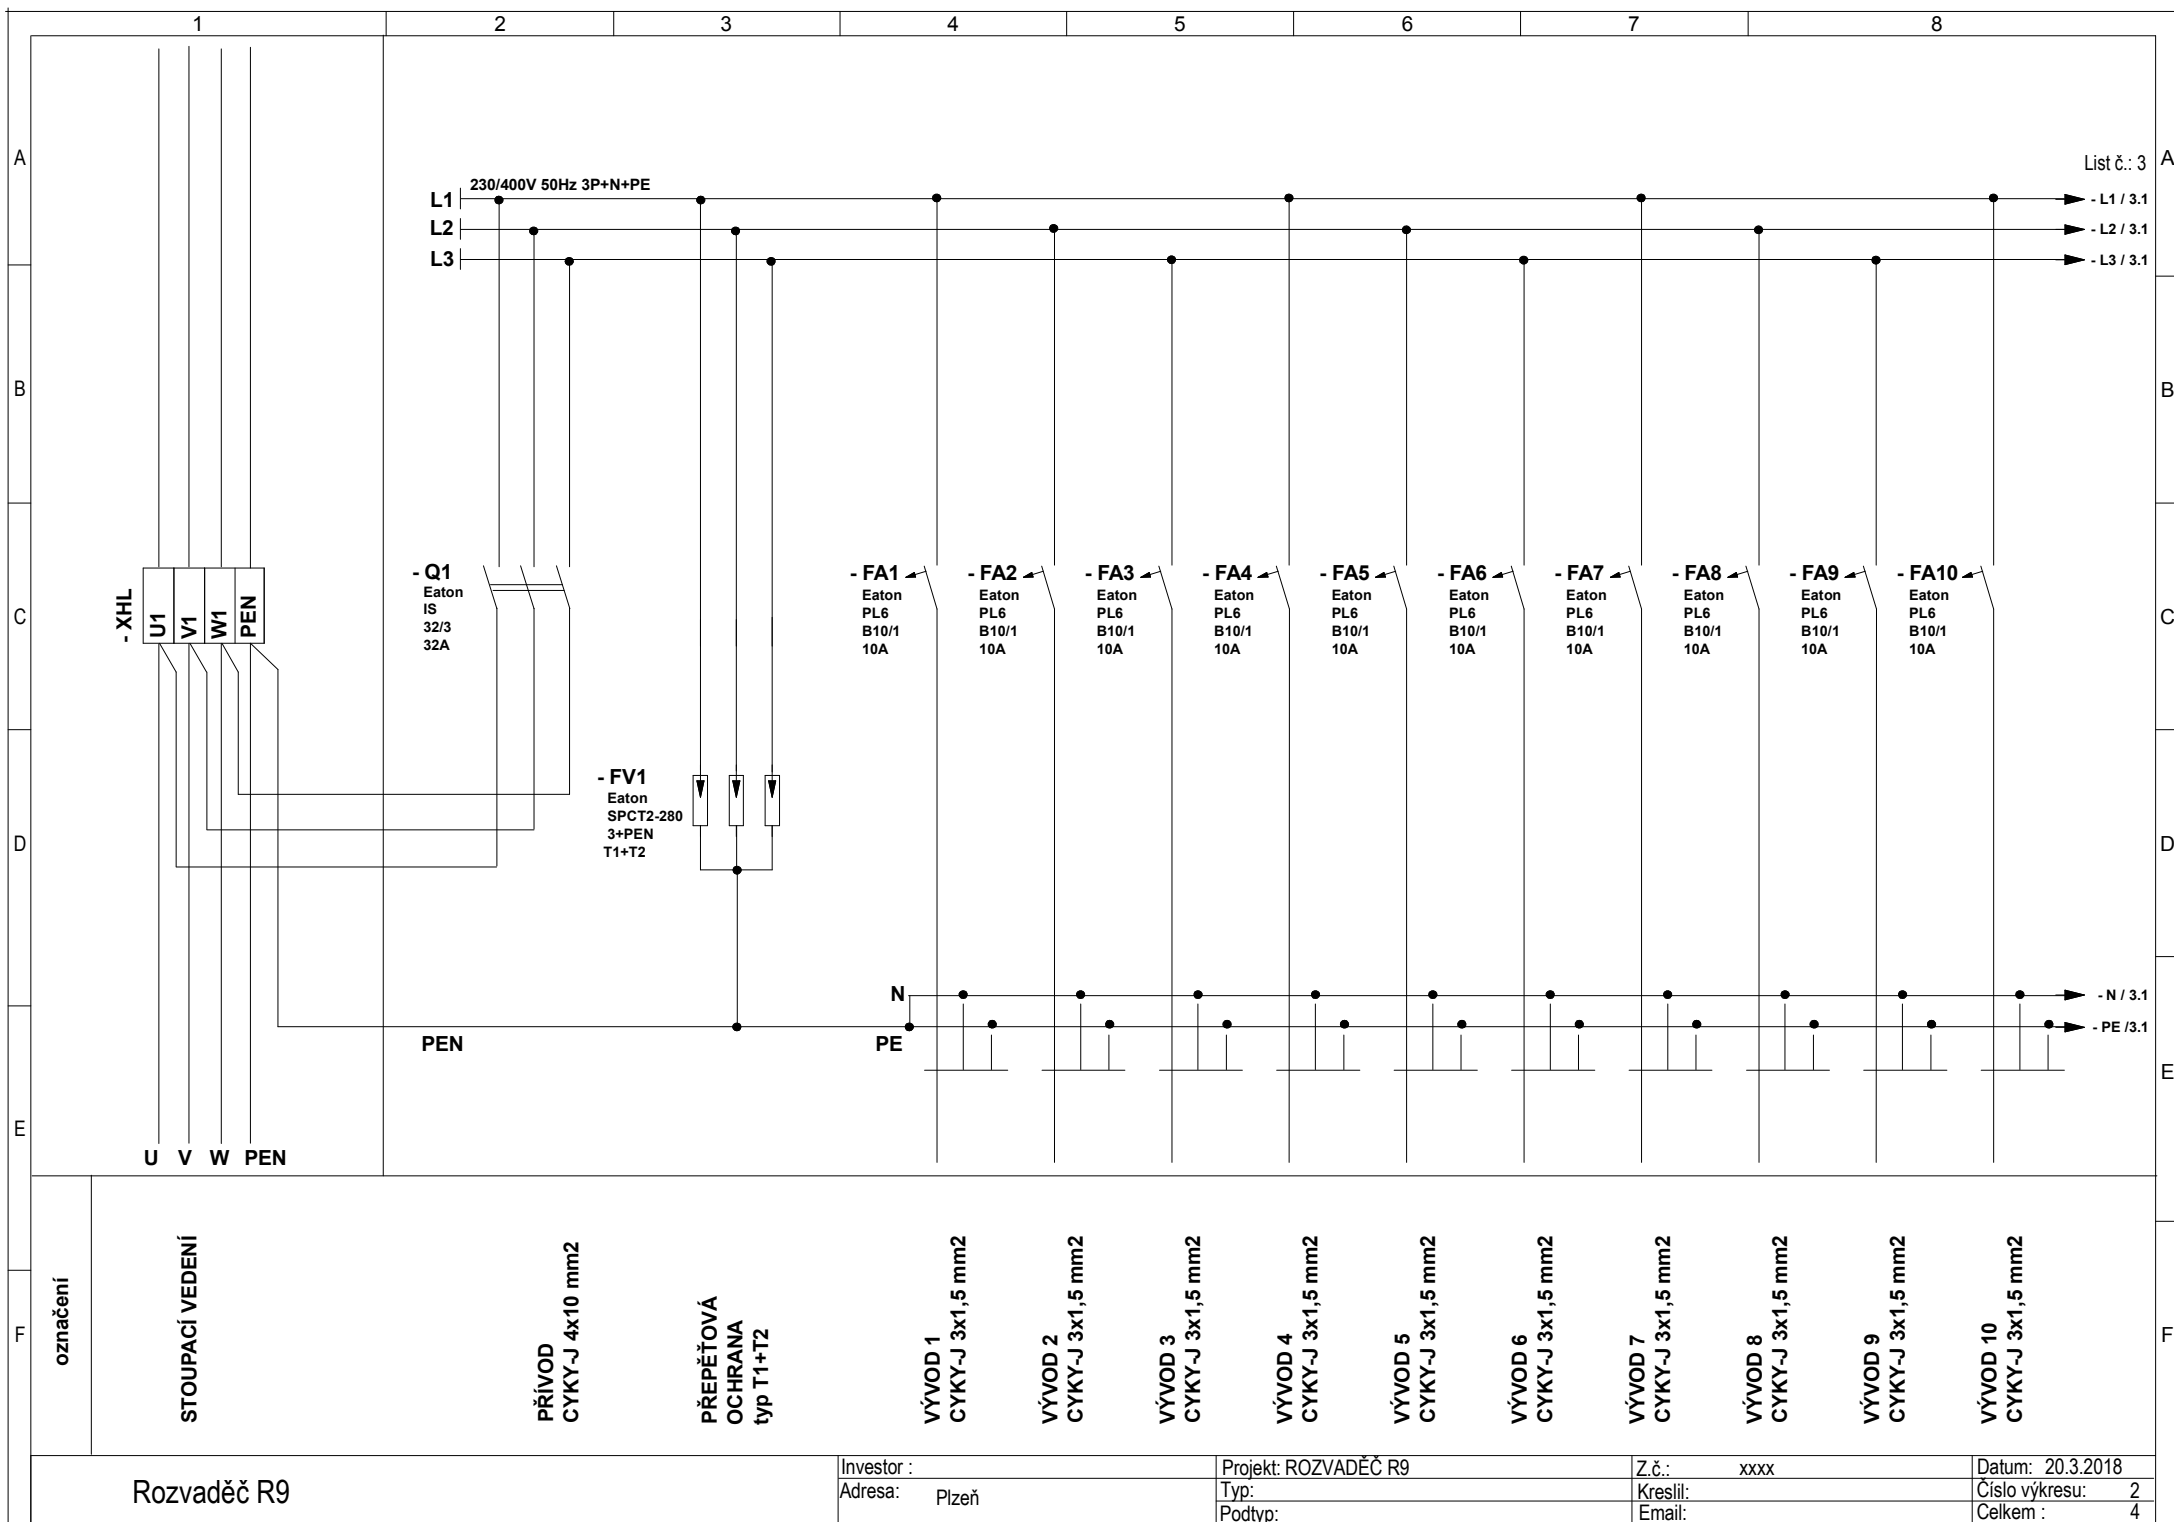 1 2 3 4 5 6 7 8
A
List č.: 3
A
230/400V 50Hz 3P+N+PE
L1
- L1 / 3.1
L2
- L2 / 3.1
L3
- L3 / 3.1
B
B
C
C
- XHL
U1
V1
W1
PEN
- Q1
Eaton
IS
32/3
32A
- FA1
Eaton
PL6
B10/1
10A
- FA2
Eaton
PL6
B10/1
10A
- FA3
Eaton
PL6
B10/1
10A
- FA4
Eaton
PL6
B10/1
10A
- FA5
Eaton
PL6
B10/1
10A
- FA6
Eaton
PL6
B10/1
10A
- FA7
Eaton
PL6
B10/1
10A
- FA8
Eaton
PL6
B10/1
10A
- FA9
Eaton
PL6
B10/1
10A
- FA10
Eaton
PL6
B10/1
10A
- FV1
Eaton
SPCT2-280
3+PEN
T1+T2
D
D
N
- N / 3.1
PEN
PE
- PE /3.1
E
E
U V W PEN
F
F
označení
STOUPACÍ VEDENÍ
PŘÍVOD
CYKY-J 4x10 mm2
PŘEPĚŤOVÁ
OCHRANA
typ T1+T2
VÝVOD 1
CYKY-J 3x1,5 mm2
VÝVOD 2
CYKY-J 3x1,5 mm2
VÝVOD 3
CYKY-J 3x1,5 mm2
VÝVOD 4
CYKY-J 3x1,5 mm2
VÝVOD 5
CYKY-J 3x1,5 mm2
VÝVOD 6
CYKY-J 3x1,5 mm2
VÝVOD 7
CYKY-J 3x1,5 mm2
VÝVOD 8
CYKY-J 3x1,5 mm2
VÝVOD 9
CYKY-J 3x1,5 mm2
VÝVOD 10
CYKY-J 3x1,5 mm2
Rozvaděč R9
Investor :
Adresa: Plzeň
Projekt: ROZVADĚČ R9
Typ:
Podtyp:
Z.č.: xxxx
Kreslil:
Email:
Datum: 20.3.2018
Číslo výkresu: 2
Celkem : 4